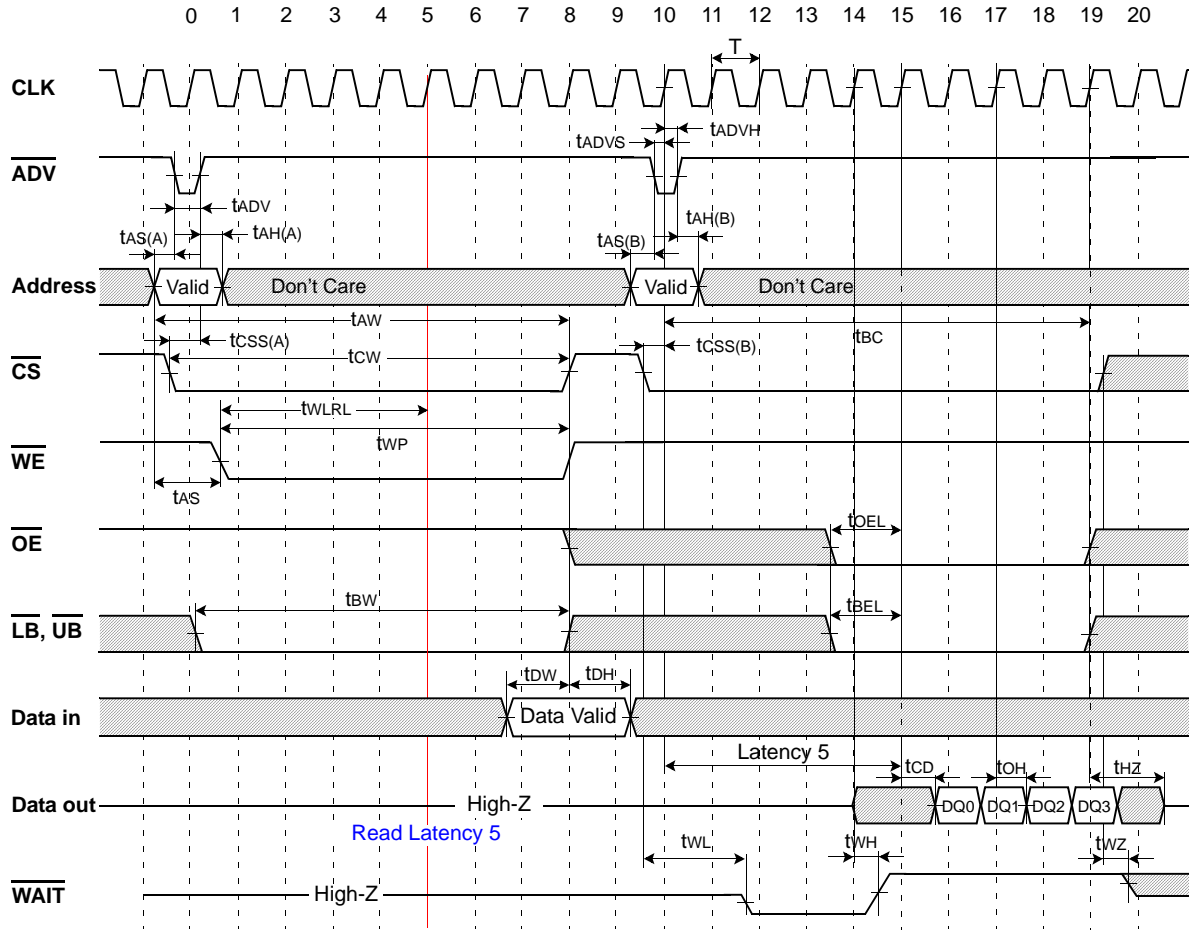 0 1 2 3 4 5 6 7 8 9 10 11 12 13 14 15 16 17 18 19 20
T
CLK
tADVH
tADVS
ADV
tADV
tAH(B)
tAS(A) tAH(A) tAS(B)
Address Valid Don't Care Valid Don't Care
tAW
tCSS(A) tCW tCSS(B) tBC
CS
tWLRL
tWP
WE
tAS
tOEL
OE
tBW tBEL
LB, UB
tDW tDH
Data in Data Valid
Latency 5
tCD tOH tHZ
Data out High-Z DQ0 DQ1 DQ2 DQ3
Read Latency 5
tWL tWH tWZ
WAIT High-Z